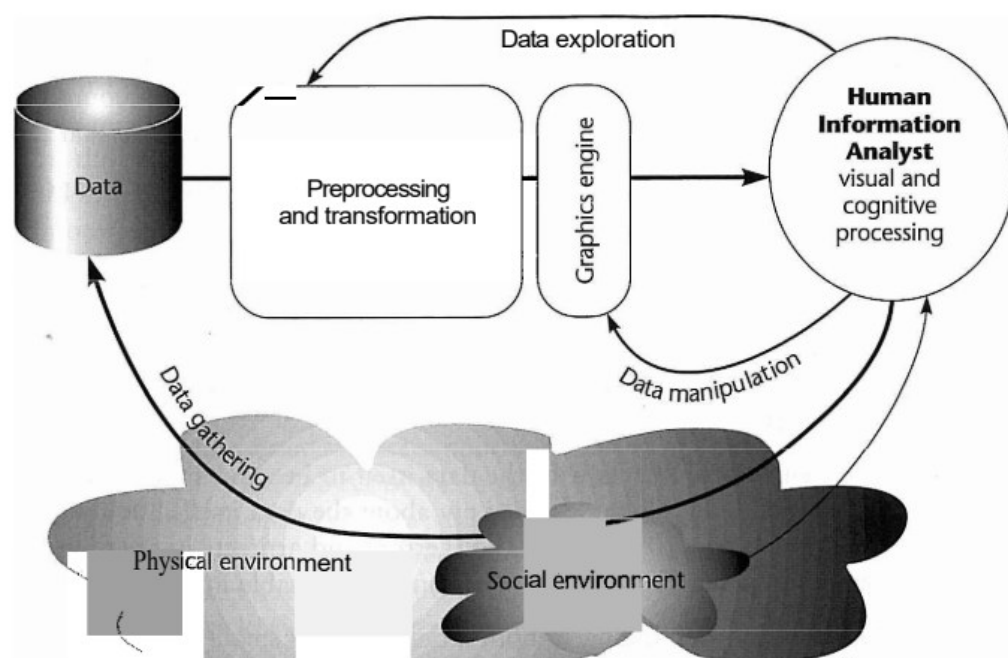 Data exploration
Human
Information
Analyst
visual and
cognitive
processing
Data
Preprocessing
and transformation
Graphics engine
Data manipulation
Data gathering
Physical environment
Social environment